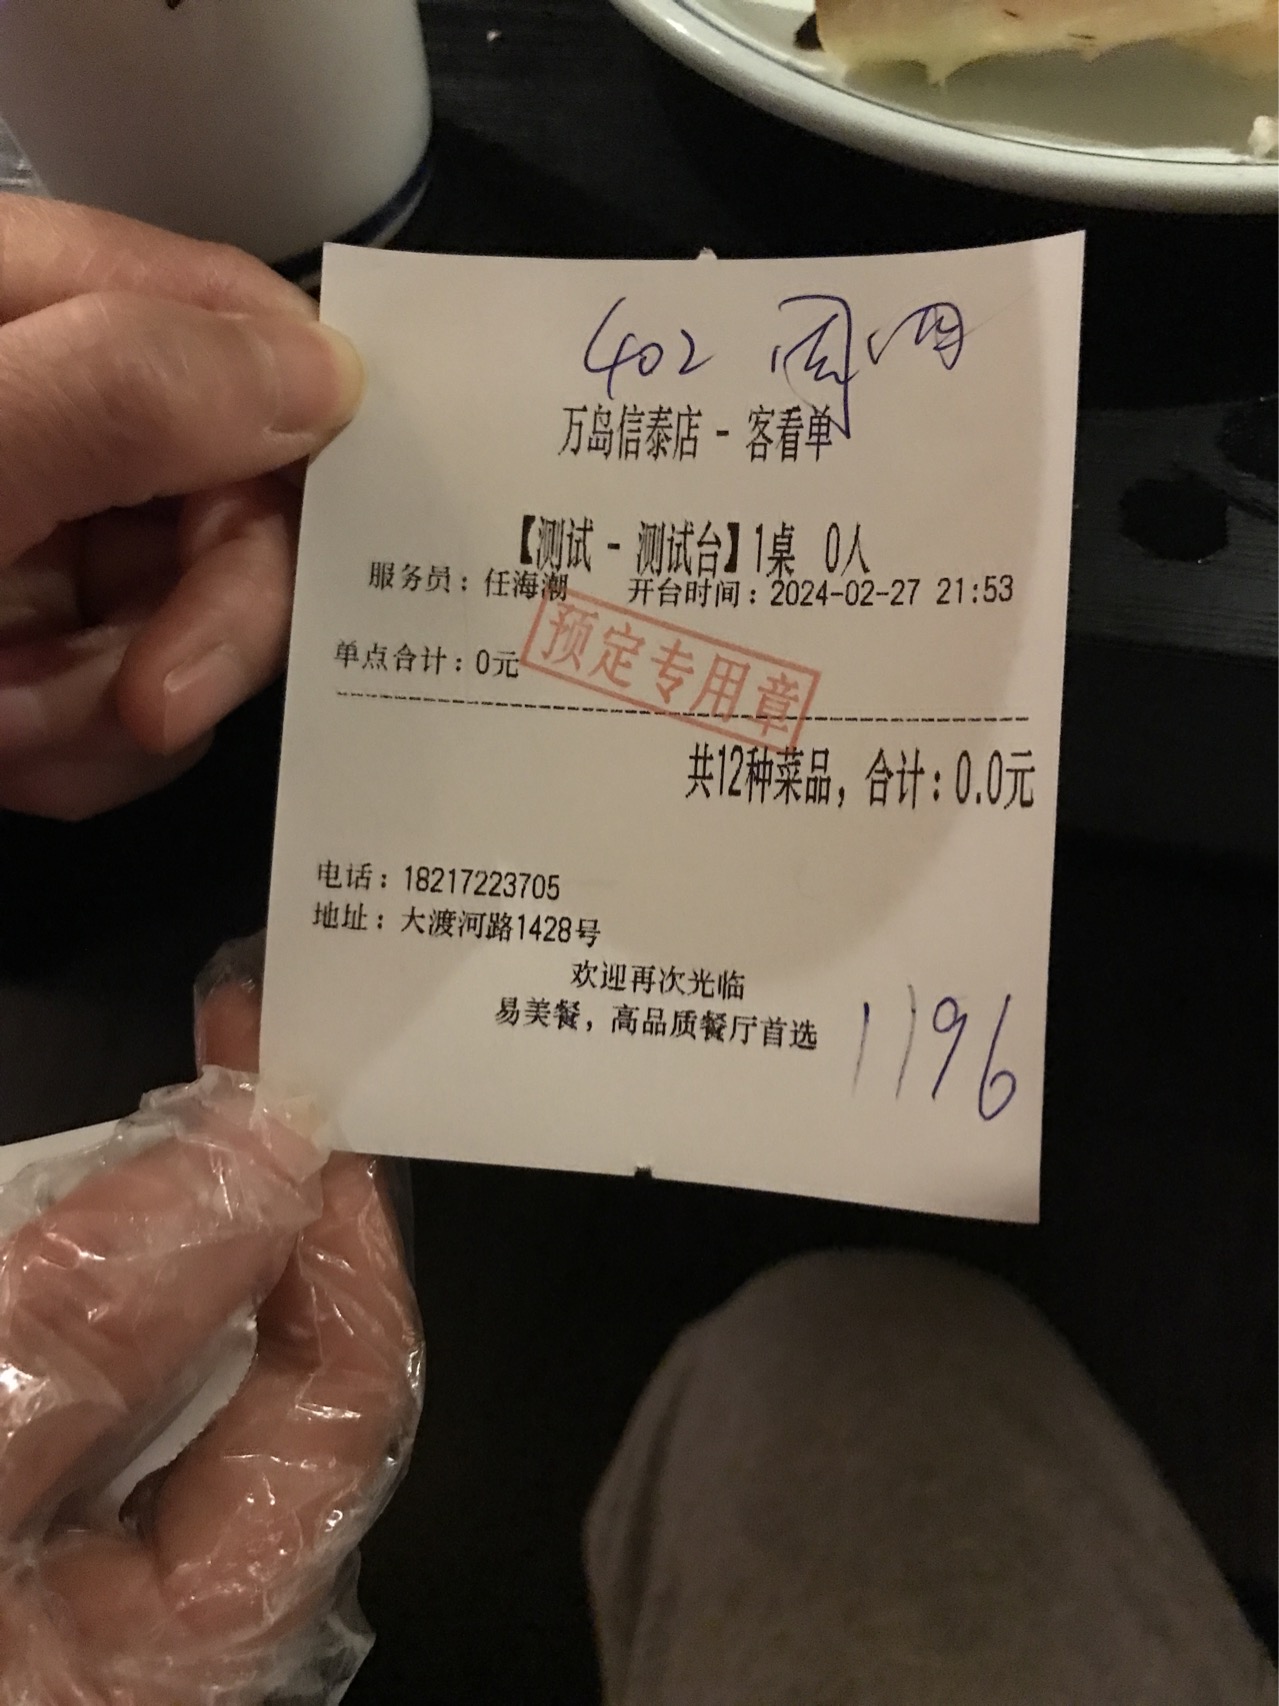 402
万岛信泰店 - 客看单
【测试 - 测试台】1桌 0人
服务员：任海潮 开台时间：2024-02-27 21:53
预定专用章
单点合计：0元
共12种菜品，合计：0.0元
电话：18217223705
地址：大渡河路1428号
欢迎再次光临
易美餐，高品质餐厅首选
1196